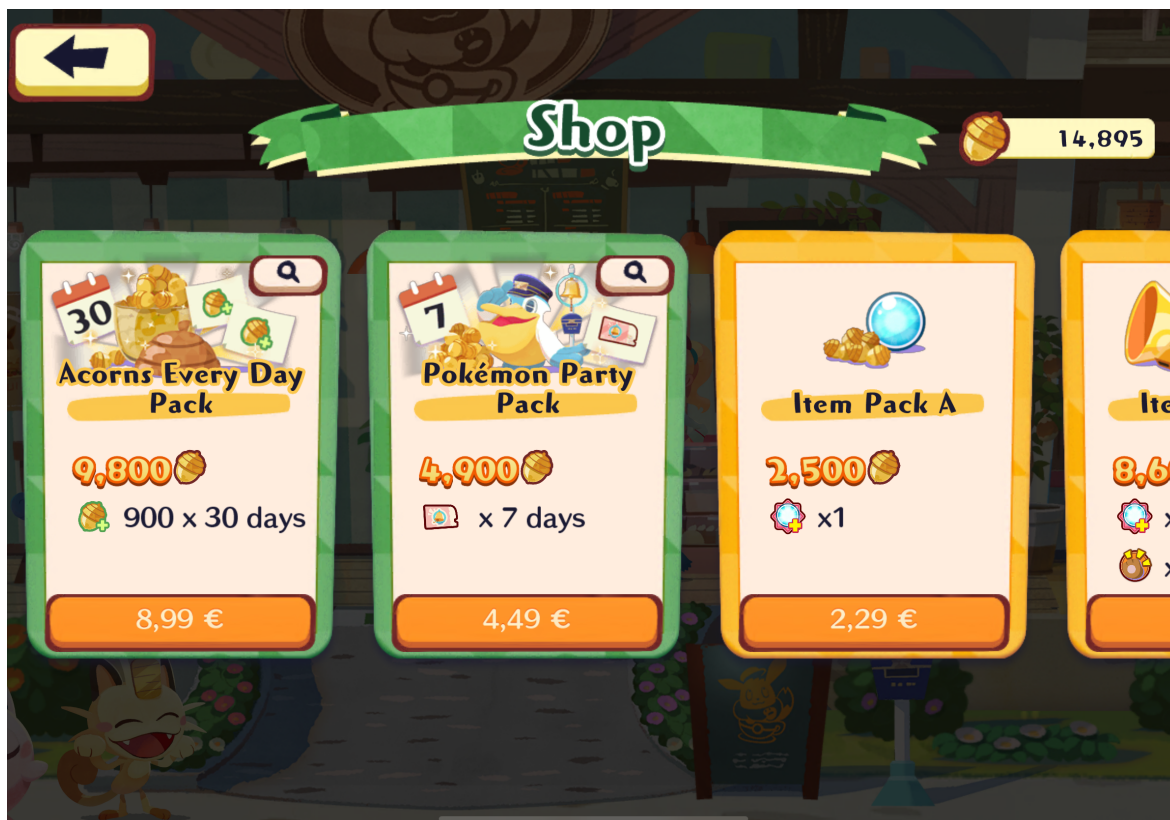 Shop
14,895
30
Acorns Every Day
Pack
9,800
900 x 30 days
8,99 €
7
Pokémon Party
Pack
4,900
x 7 days
4,49 €
Item Pack A
2,500
x1
2,29 €